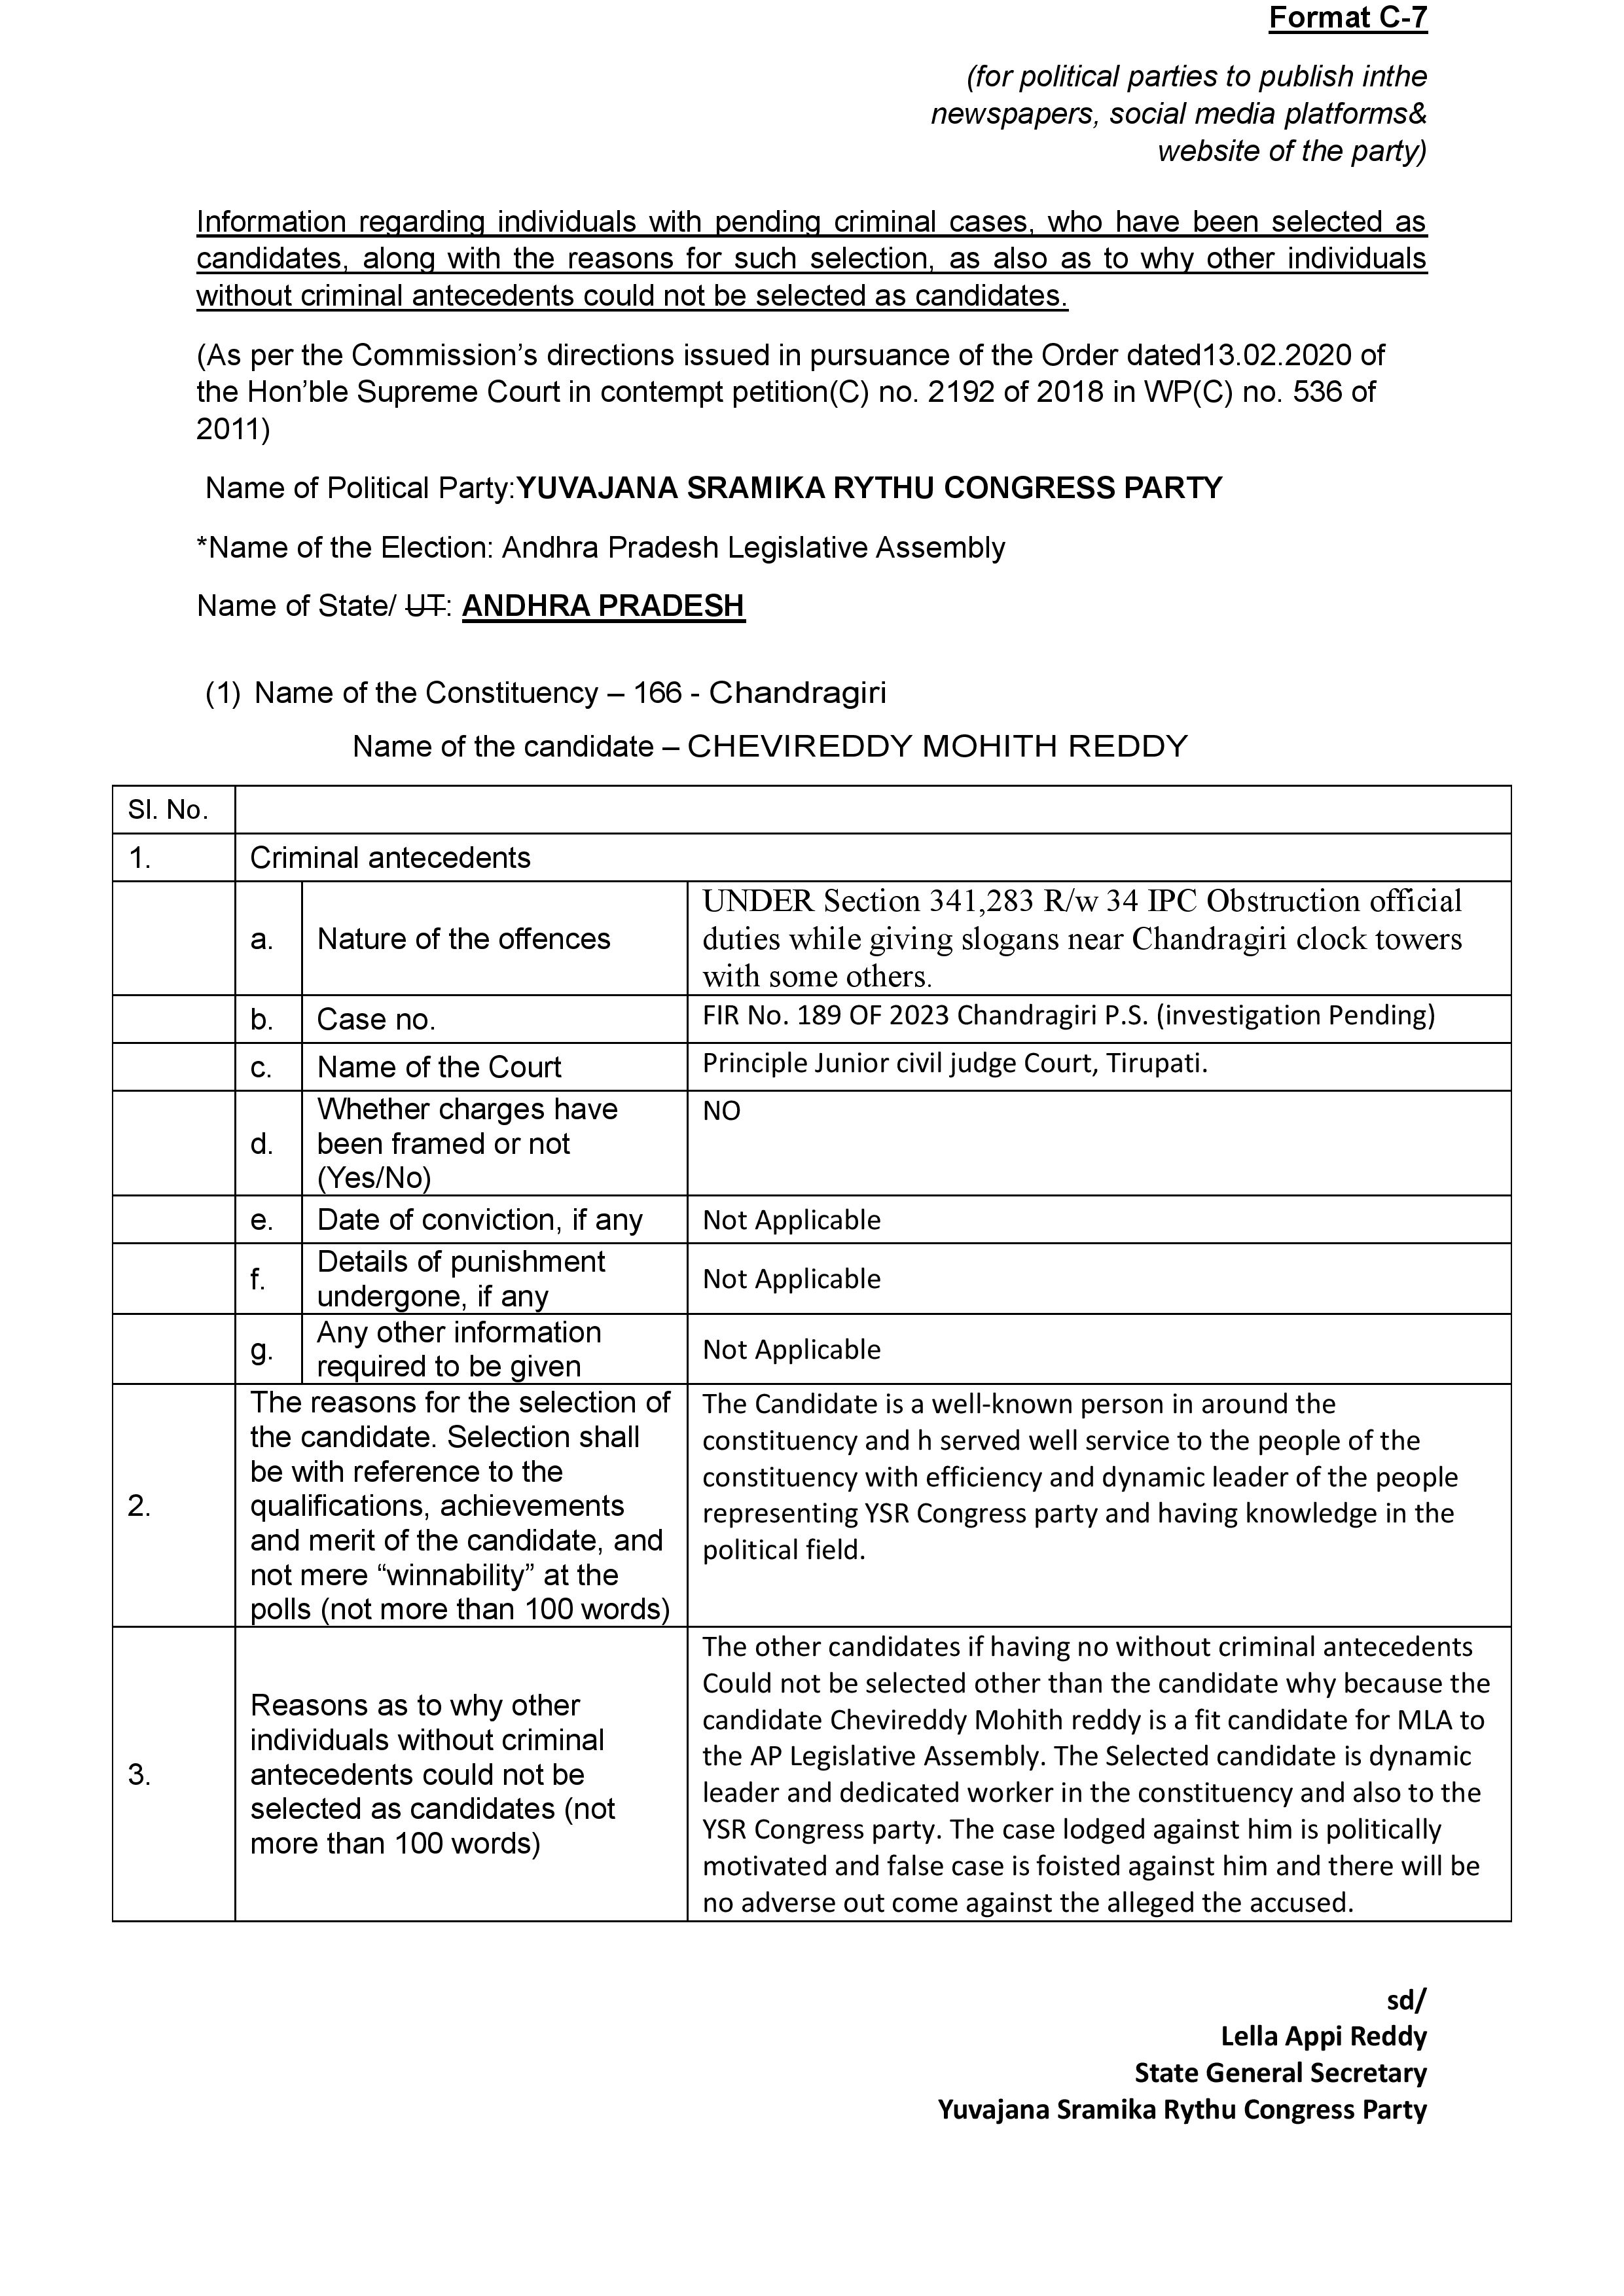 Format C-7
(for political parties to publish inthe
newspapers, social media platforms&
website of the party)
Information regarding individuals with pending criminal cases, who have been selected as
candidates, along with the reasons for such selection, as also as to why other individuals
without criminal antecedents could not be selected as candidates.
(As per the Commission’s directions issued in pursuance of the Order dated13.02.2020 of
the Hon’ble Supreme Court in contempt petition(C) no. 2192 of 2018 in WP(C) no. 536 of
2011)
Name of Political Party:YUVAJANA SRAMIKA RYTHU CONGRESS PARTY
*Name of the Election: Andhra Pradesh Legislative Assembly
Name of State/ UT: ANDHRA PRADESH
(1) Name of the Constituency – 166 - Chandragiri
Name of the candidate – CHEVIREDDY MOHITH REDDY
Sl. No.
1. Criminal antecedents
a. Nature of the offences
UNDER Section 341,283 R/w 34 IPC Obstruction official
duties while giving slogans near Chandragiri clock towers
with some others.
b. Case no.
FIR No. 189 OF 2023 Chandragiri P.S. (investigation Pending)
c. Name of the Court
Principle Junior civil judge Court, Tirupati.
d.
Whether charges have
been framed or not
(Yes/No)
NO
e. Date of conviction, if any
Not Applicable
f.
Details of punishment
undergone, if any
Not Applicable
g.
Any other information
required to be given
Not Applicable
2.
The reasons for the selection of
the candidate. Selection shall
be with reference to the
qualifications, achievements
and merit of the candidate, and
not mere “winnability” at the
polls (not more than 100 words)
The Candidate is a well-known person in around the
constituency and h served well service to the people of the
constituency with efficiency and dynamic leader of the people
representing YSR Congress party and having knowledge in the
political field.
3.
Reasons as to why other
individuals without criminal
antecedents could not be
selected as candidates (not
more than 100 words)
The other candidates if having no without criminal antecedents
Could not be selected other than the candidate why because the
candidate Chevireddy Mohith reddy is a fit candidate for MLA to
the AP Legislative Assembly. The Selected candidate is dynamic
leader and dedicated worker in the constituency and also to the
YSR Congress party. The case lodged against him is politically
motivated and false case is foisted against him and there will be
no adverse out come against the alleged the accused.
sd/
Lella Appi Reddy
State General Secretary
Yuvajana Sramika Rythu Congress Party